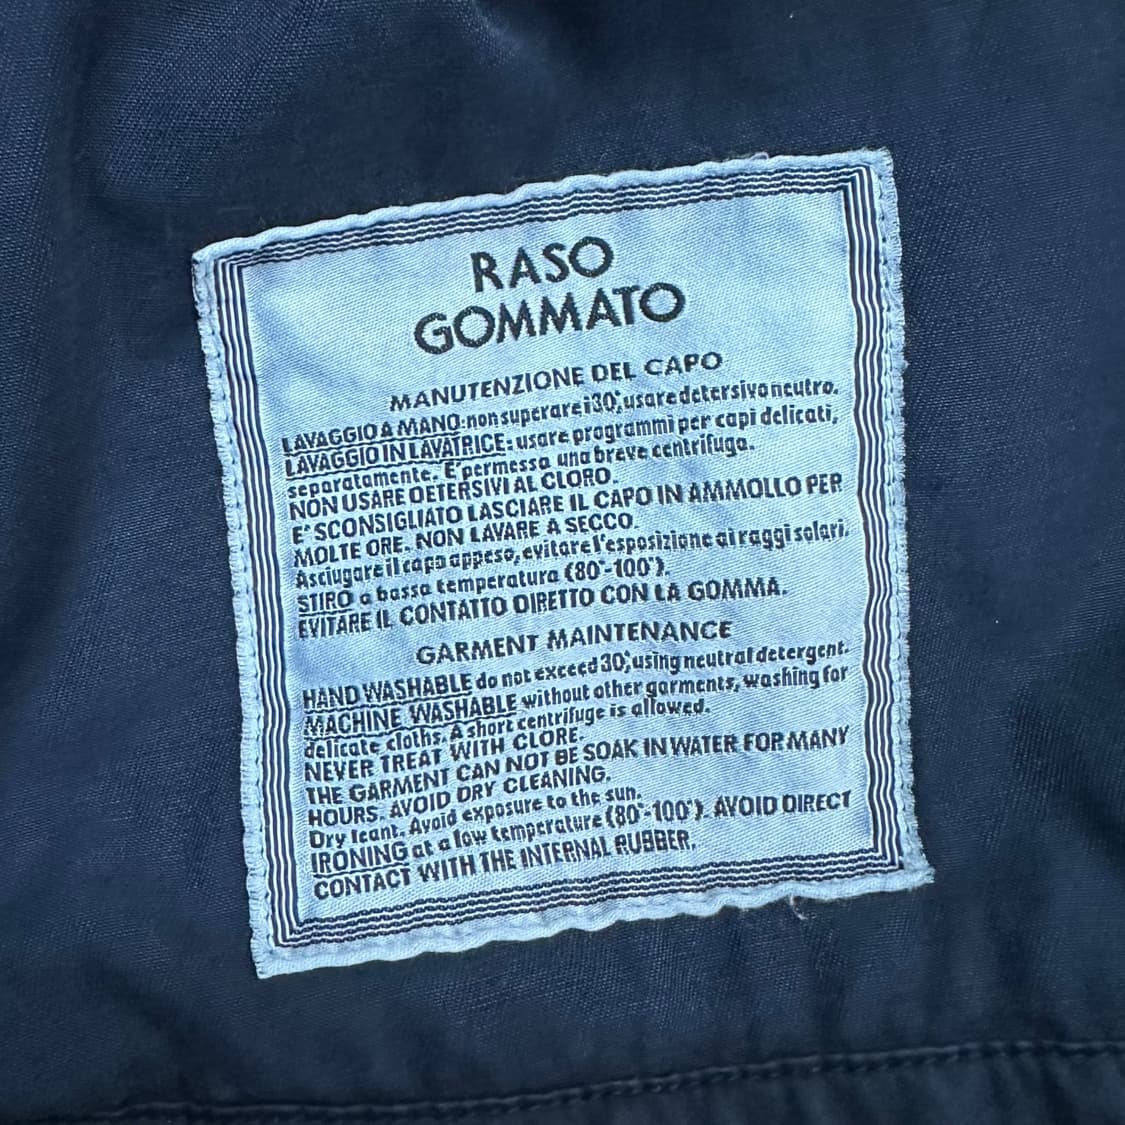 RASO
GOMMATO
MANUTENZIONE DEL CAPO
LAVAGGIO A MANO: non superare i 30°, usare detersivo neutro.
LAVAGGIO IN LAVATRICE: usare programmi per capi delicati,
separatamente. E' permessa una breve centrifuga.
NON USARE DETERSIVI AL CLORO.
E' SCONSIGLIATO LASCIARE IL CAPO IN AMMOLLO PER
MOLTE ORE. NON LAVARE A SECCO.
Asciugare il capo appeso, evitare l'esposizione ai raggi solari.
STIRO a bassa temperatura (80°-100°).
EVITARE IL CONTATTO DIRETTO CON LA GOMMA.
GARMENT MAINTENANCE
HAND WASHABLE do not exceed 30°, using neutral detergent.
MACHINE WASHABLE without other garments, washing for
delicate cloths. A short centrifuge is allowed.
NEVER TREAT WITH CLORE.
THE GARMENT CAN NOT BE SOAK IN WATER FOR MANY
HOURS. AVOID DRY CLEANING.
Dry leant. Avoid exposure to the sun.
IRONING at a low temperature (80°-100°). AVOID DIRECT
CONTACT WITH THE INTERNAL RUBBER.